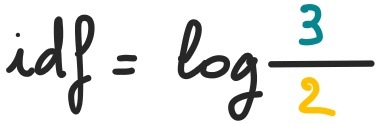 idf = log 3/2